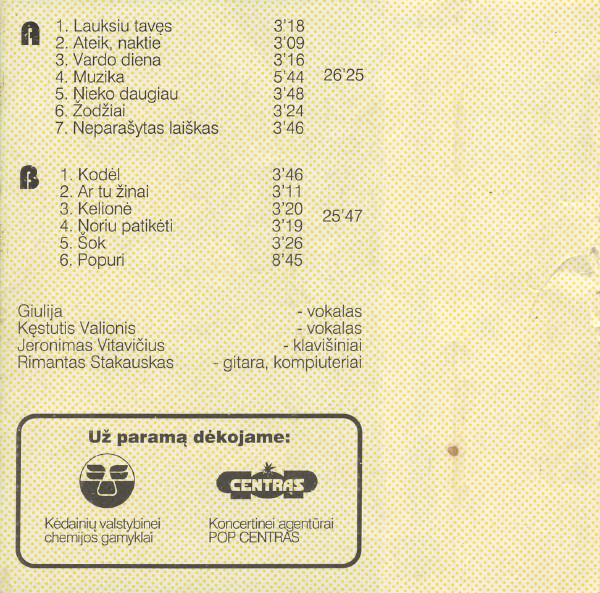 A
1. Lauksiu tavęs 3'18
2. Ateik, naktie 3'09
3. Vardo diena 3'16
4. Muzika 5'44 26'25
5. Nieko daugiau 3'48
6. Žodžiai 3'24
7. Neparašytas laiškas 3'46
B
1. Kodėl 3'46
2. Ar tu žinai 3'11
3. Kelionė 3'20 25'47
4. Noriu patikėti 3'19
5. Šok 3'26
6. Popuri 8'45
Giulija - vokalas
Kęstutis Valionis - vokalas
Jeronimas Vitavičius - klavišiniai
Rimantas Stakauskas - gitara, kompiuteriai
Už paramą dėkojame:
CENTRAS
Kėdainių valstybinei Koncertinei agentūrai
chemijos gamyklai POP CENTRAS